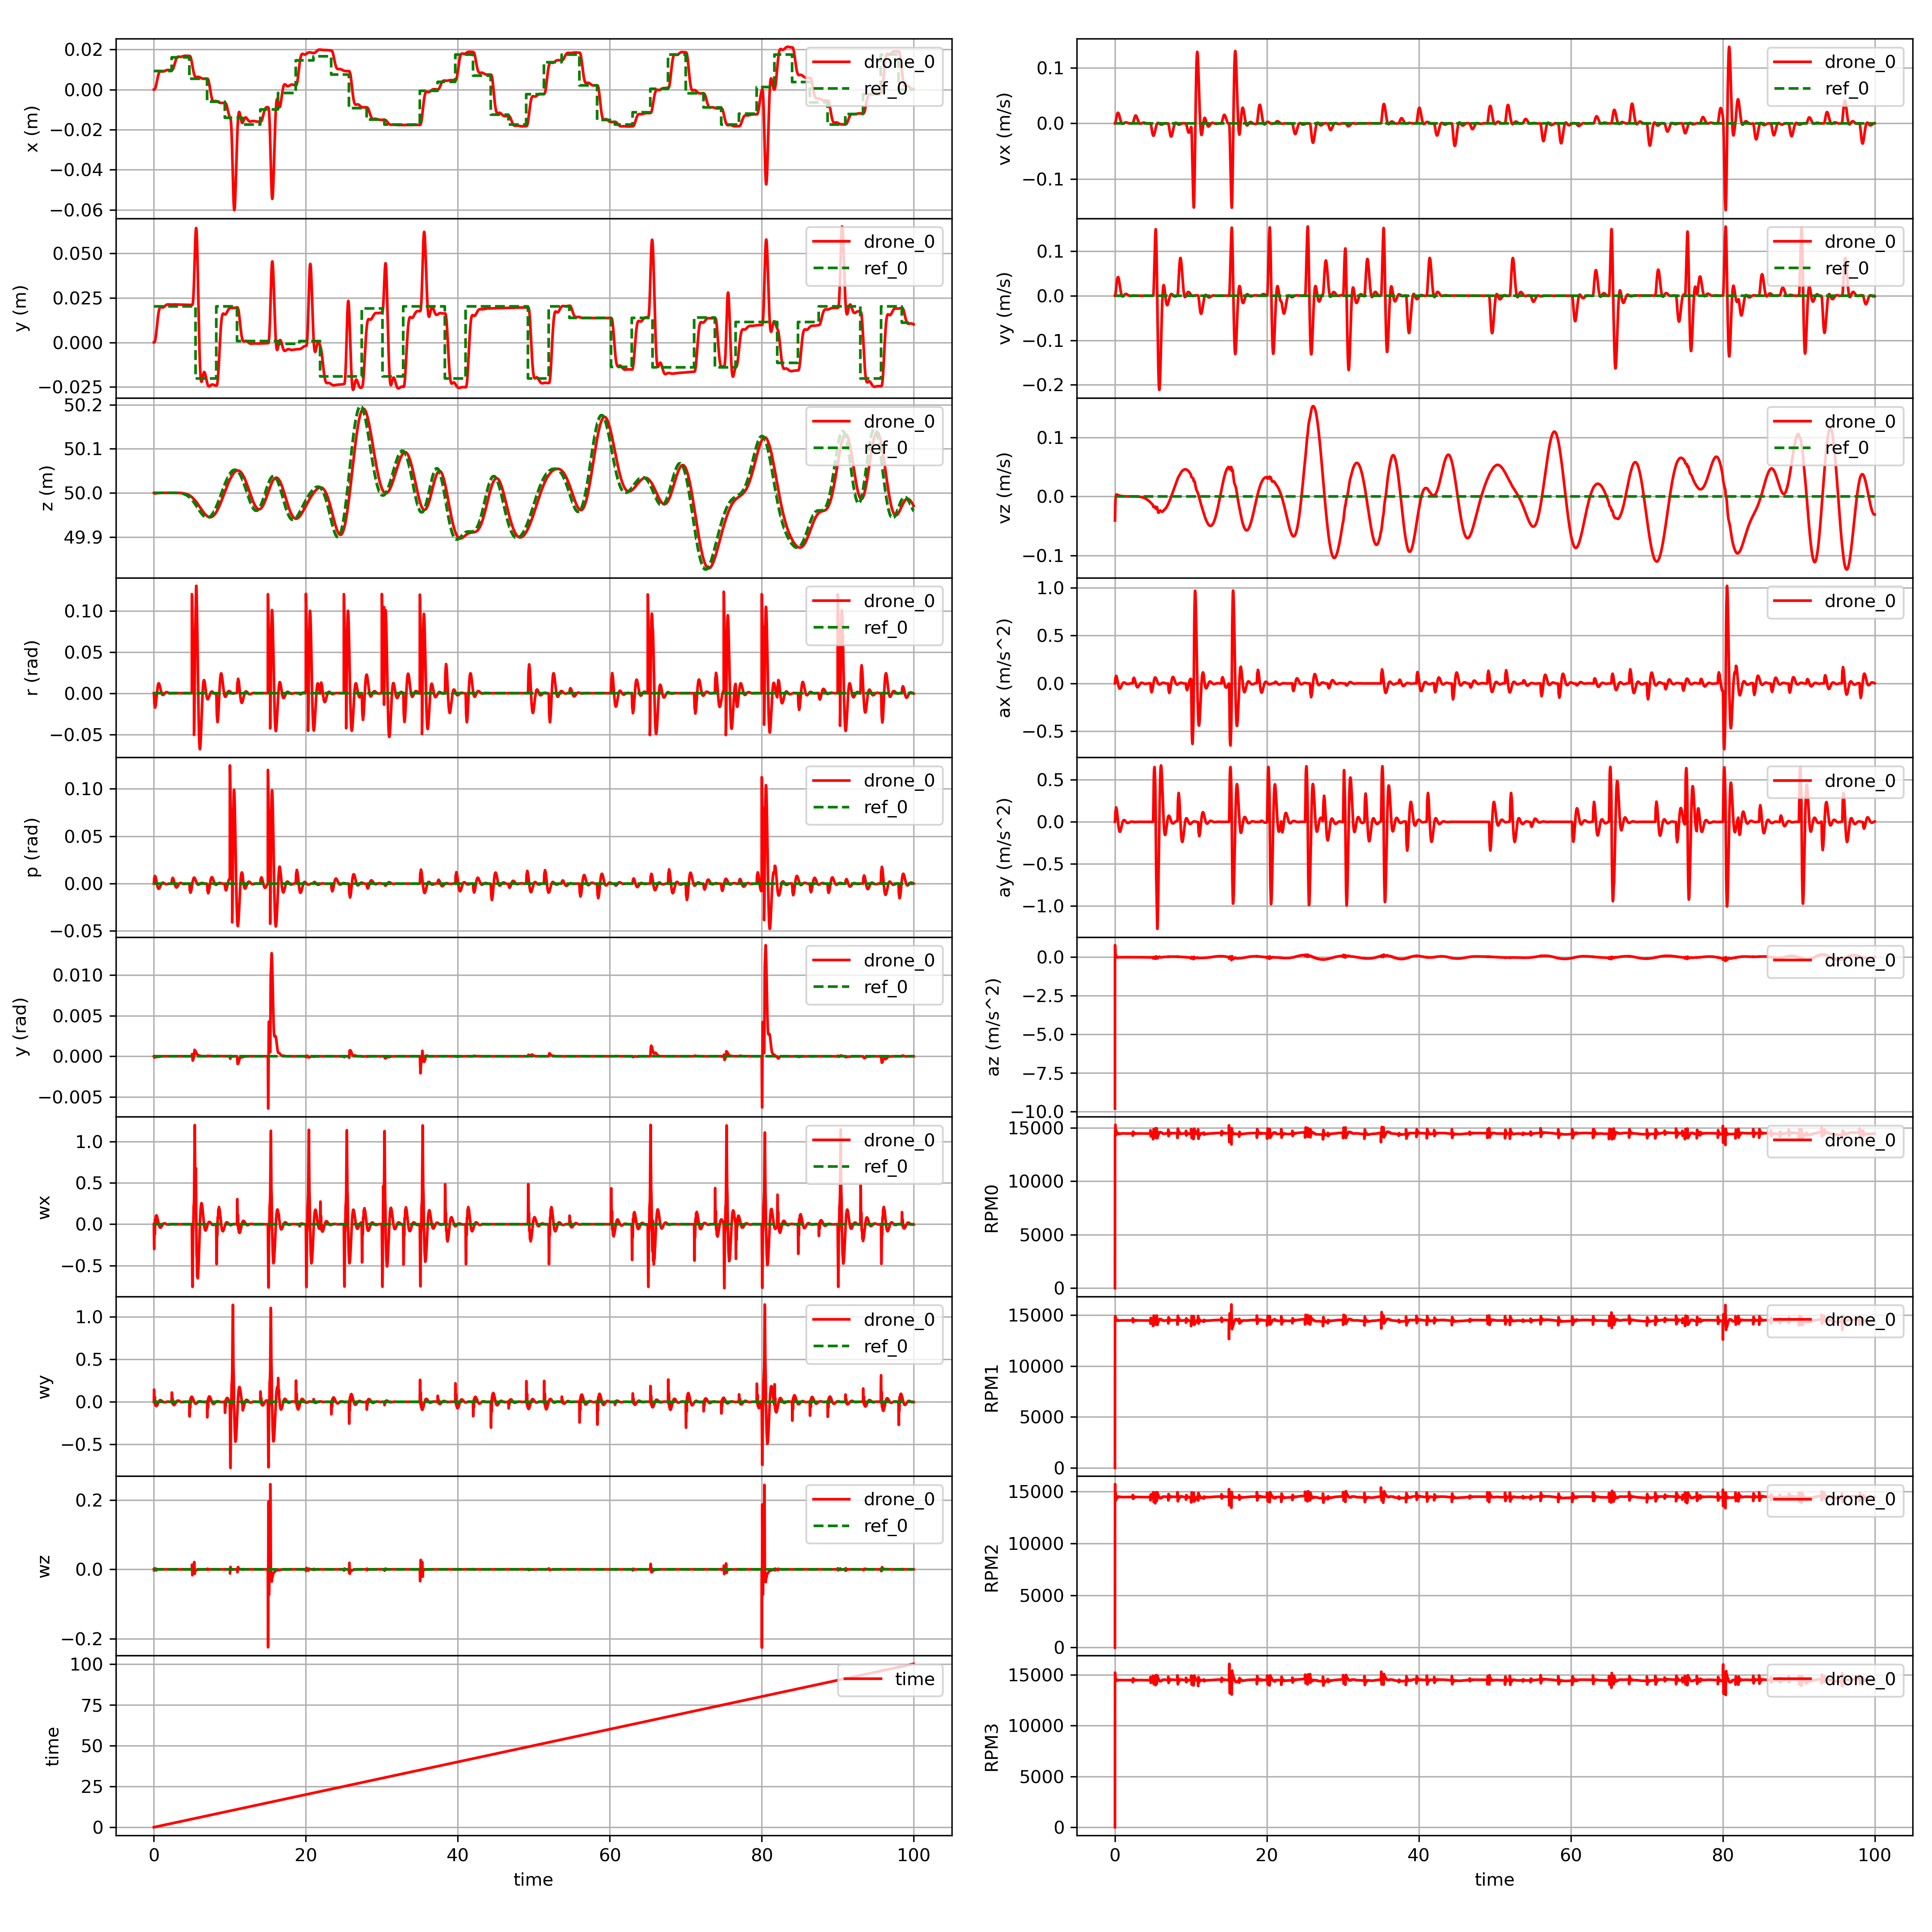 0.02
0.00
−0.02
−0.04
−0.06
x (m)
drone_0
ref_0
0.050
0.025
0.000
−0.025
y (m)
drone_0
ref_0
50.2
50.1
50.0
49.9
z (m)
drone_0
ref_0
0.10
0.05
0.00
−0.05
r (rad)
drone_0
ref_0
0.10
0.05
0.00
−0.05
p (rad)
drone_0
ref_0
0.010
0.005
0.000
−0.005
y (rad)
drone_0
ref_0
1.0
0.5
0.0
−0.5
wx
drone_0
ref_0
1.0
0.5
0.0
−0.5
wy
drone_0
ref_0
0.2
0.0
−0.2
wz
drone_0
ref_0
100
75
50
25
0
time
time
0 20 40 60 80 100
time
0.1
0.0
−0.1
vx (m/s)
drone_0
ref_0
0.1
0.0
−0.1
−0.2
vy (m/s)
drone_0
ref_0
0.1
0.0
−0.1
vz (m/s)
drone_0
ref_0
1.0
0.5
0.0
−0.5
ax (m/s^2)
drone_0
0.5
0.0
−0.5
−1.0
ay (m/s^2)
drone_0
0.0
−2.5
−5.0
−7.5
−10.0
az (m/s^2)
drone_0
15000
10000
5000
0
RPM0
drone_0
15000
10000
5000
0
RPM1
drone_0
15000
10000
5000
0
RPM2
drone_0
15000
10000
5000
0
RPM3
drone_0
0 20 40 60 80 100
time